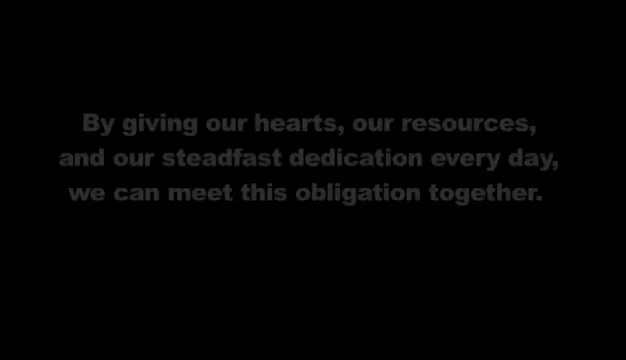 By giving our hearts, our resources,
and our steadfast dedication every day,
we can meet this obligation together.